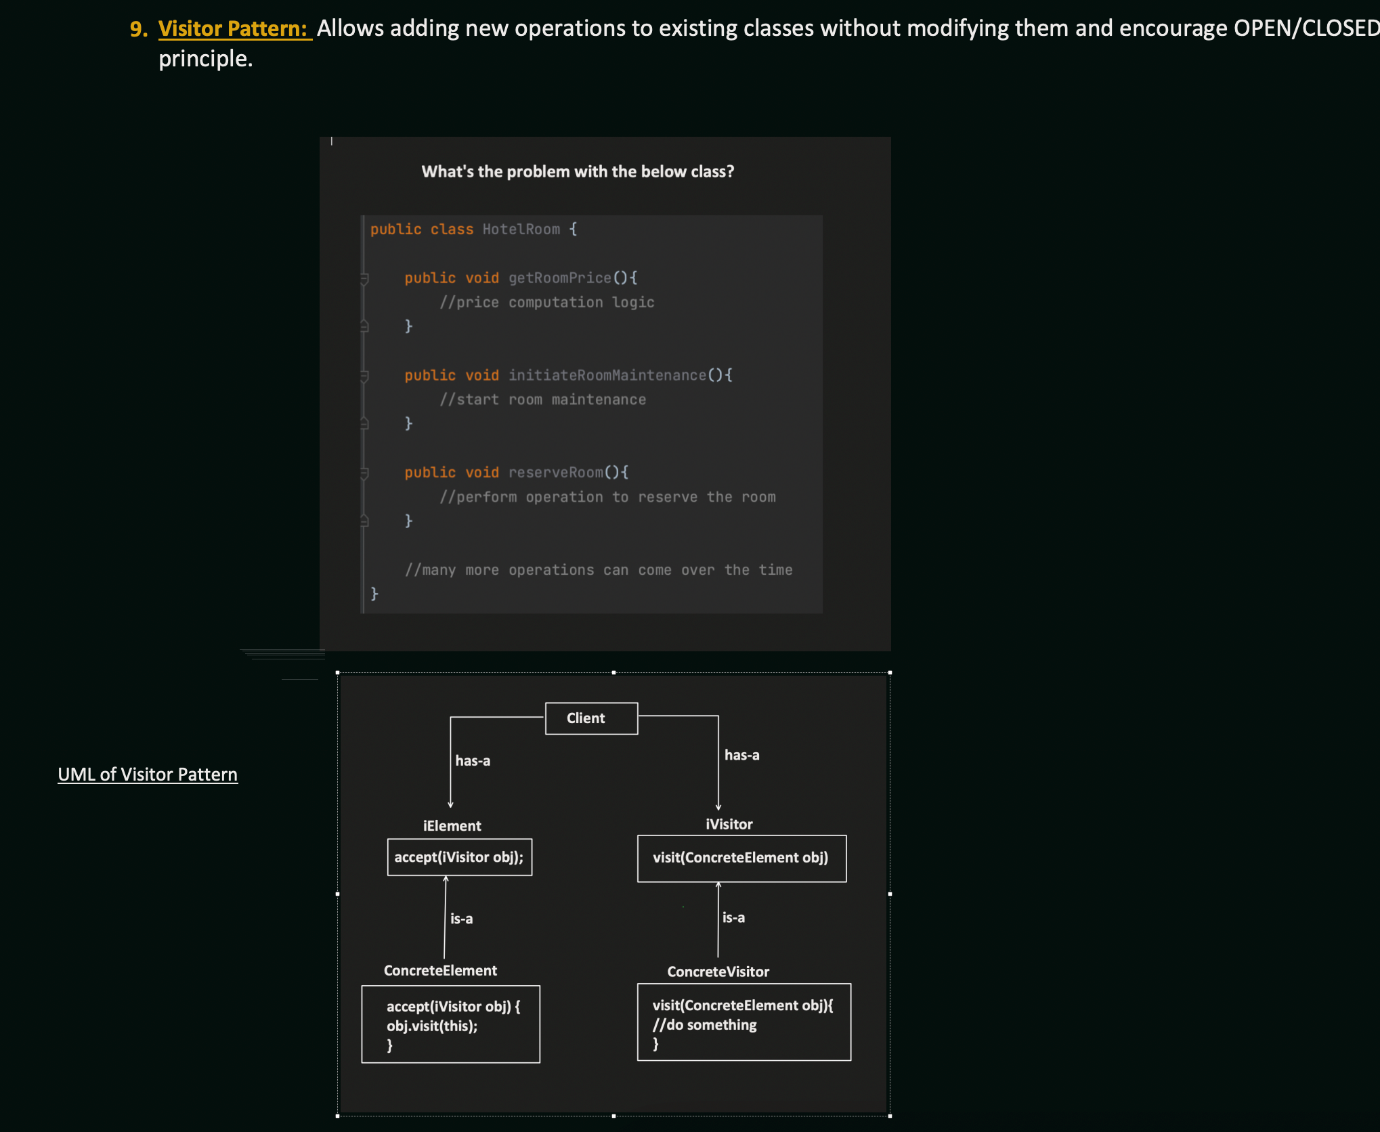 9. Visitor Pattern: Allows adding new operations to existing classes without modifying them and encourage OPEN/CLOSED
principle.
What's the problem with the below class?
public class HotelRoom {
public void getRoomPrice(){
//price computation logic
}
public void initiateRoomMaintenance(){
//start room maintenance
}
public void reserveRoom(){
//perform operation to reserve the room
}
//many more operations can come over the time
}
UML of Visitor Pattern
Client
has-a
has-a
iElement
iVisitor
accept(iVisitor obj);
visit(ConcreteElement obj)
is-a
is-a
ConcreteElement
ConcreteVisitor
accept(iVisitor obj) {
obj.visit(this);
}
visit(ConcreteElement obj){
//do something
}